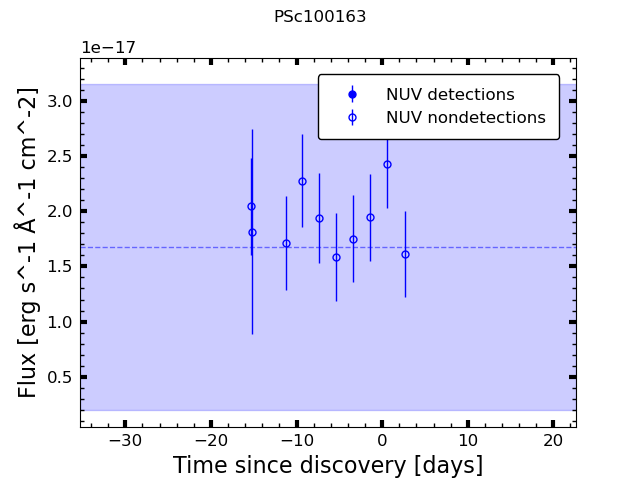 PSc100163
1e−17
NUV detections
NUV nondetections
3.0
2.5
2.0
1.5
1.0
0.5
Flux [erg s^-1 Å^-1 cm^-2]
−30
−20
−10
0
10
20
Time since discovery [days]